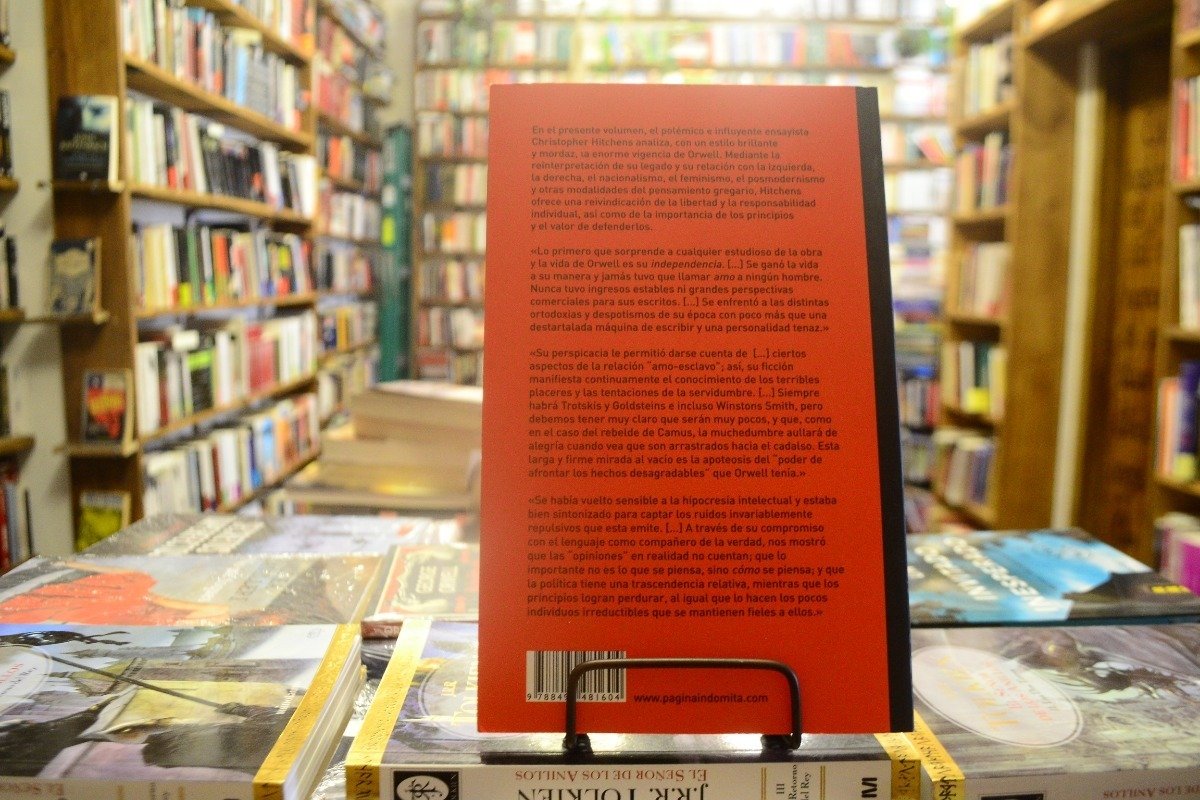 En el presente volumen, el polémico e influyente ensayista
Christopher Hitchens analiza, con un estilo brillante
y mordaz, la enorme vigencia de Orwell. Mediante la
reinterpretación de su legado y su relación con la izquierda,
la derecha, el nacionalismo, el feminismo, el posmodernismo
y otras modalidades del pensamiento gregario, Hitchens
ofrece una reivindicación de la libertad y la responsabilidad
individual, así como de la importancia de los principios
y el valor de defenderlos.
«Lo primero que sorprende a cualquier estudioso de la obra
y la vida de Orwell es su independencia. [...] Se ganó la vida
a su manera y jamás tuvo que llamar amo a ningún hombre.
Nunca tuvo ingresos estables ni grandes perspectivas
comerciales para sus escritos. [...] Se enfrentó a las distintas
ortodoxias y despotismos de su época con poco más que una
destartalada máquina de escribir y una personalidad tenaz.»
«Su perspicacia le permitió darse cuenta de [...] ciertos
aspectos de la relación "amo-esclavo"; así, su ficción
manifiesta continuamente el conocimiento de los terribles
placeres y las tentaciones de la servidumbre. [...] Siempre
habrá Trotskis y Goldsteins e incluso Winstons Smith, pero
debemos tener muy claro que serán muy pocos, y que, como
en el caso del rebelde de Camus, la muchedumbre aullará de
alegría cuando vea que son arrastrados hacia el cadalso. Esta
larga y firme mirada al vacío es la apoteosis del "poder de
afrontar los hechos desagradables" que Orwell tenía.»
«Se había vuelto sensible a la hipocresía intelectual y estaba
bien sintonizado para captar los ruidos invariablemente
repulsivos que esta emite. [...] A través de su compromiso
con el lenguaje como compañero de la verdad, nos mostró
que las "opiniones" en realidad no cuentan; que lo
importante no es lo que se piensa, sino cómo se piensa; y que
la política tiene una trascendencia relativa, mientras que los
principios logran perdurar, al igual que lo hacen los pocos
individuos irreductibles que se mantienen fieles a ellos.»
9 788494 481604
www.paginaindomita.com
GEORGE
ORWELL
EL SEÑOR DE LOS ANILLOS
J.R.R. TOLKIEN
III
Retorno
del Rey
EL SEÑOR DE LOS ANILLOS